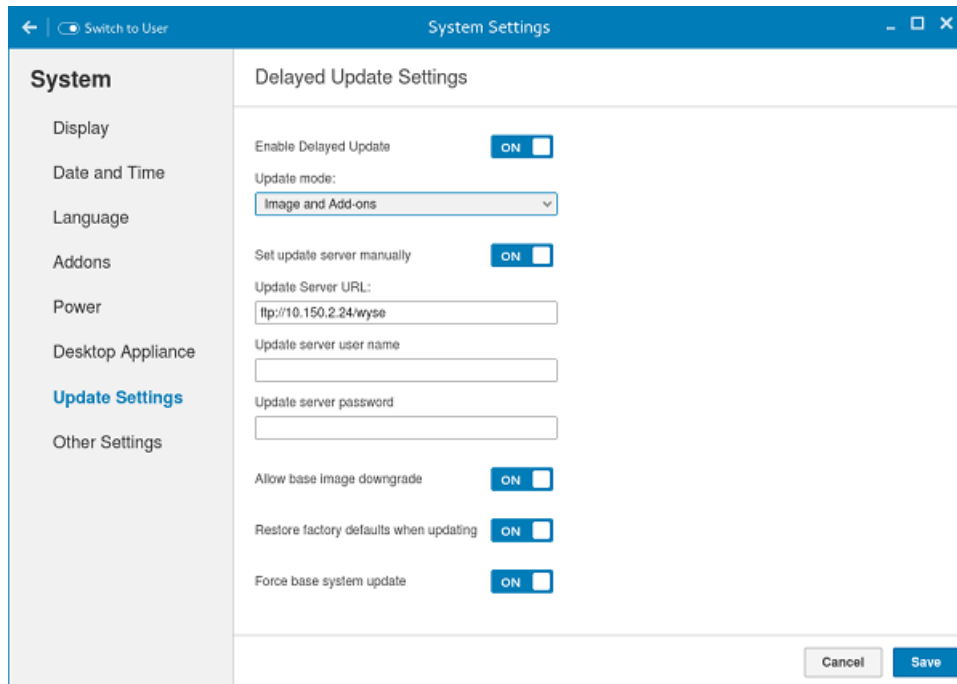 Switch to User
System Settings
System
Display
Date and Time
Language
Addons
Power
Desktop Appliance
Update Settings
Other Settings
Delayed Update Settings
Enable Delayed Update ON
Update mode:
Image and Add-ons
Set update server manually ON
Update Server URL:
ftp://10.150.2.24/wyse
Update server user name
Update server password
Allow base image downgrade ON
Restore factory defaults when updating ON
Force base system update ON
Cancel Save